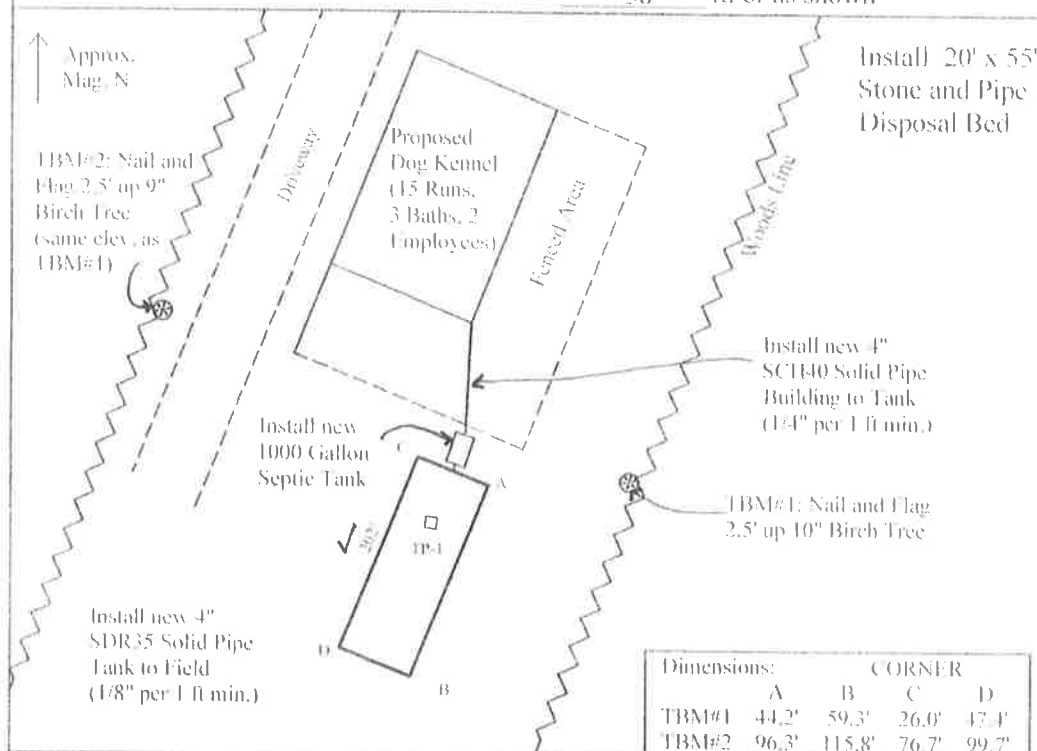 Approx.
Mag. N
TBM#2: Nail and
Flag 2.5' up 9"
Birch Tree
(same elev. as
TBM#1)
Driveway
Proposed
Dog Kennel
(15 Runs,
3 Baths, 2
Employees)
Fenced Area
Woods Line
Install 20' x 55'
Stone and Pipe
Disposal Bed
Install new 4"
SCH40 Solid Pipe
Building to Tank
(1/4" per 1 ft min.)
Install new
1000 Gallon
Septic Tank
C
A
TP-1
TBM#1: Nail and Flag
2.5' up 10" Birch Tree
Install new 4"
SDR35 Solid Pipe
Tank to Field
(1/8" per 1 ft min.)
D
B
Dimensions: CORNER
A B C D
TBM#1 44.2' 59.3' 26.0' 47.4'
TBM#2 96.3' 115.8' 76.7' 99.7'